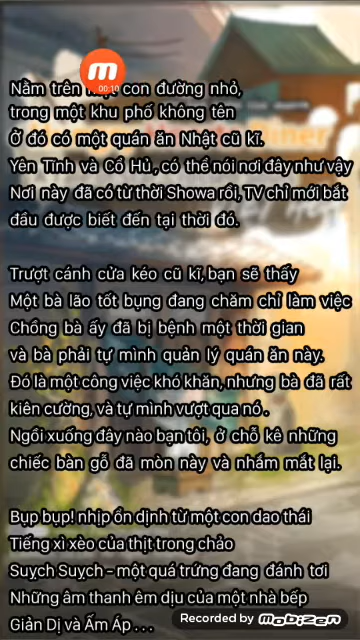 Nằm trên con đường nhỏ,
00:10
trong một khu phố không tên
Ở đó có một quán ăn Nhật cũ kĩ.
Yên Tĩnh và Cổ Hủ, có thể nói nơi đây như vậy
Nơi này đã có từ thời Showa rồi, TV chỉ mới bắt
đầu được biết đến tại thời đó.
Trượt cánh cửa kéo cũ kĩ, bạn sẽ thấy
Một bà lão tốt bụng đang chăm chỉ làm việc
Chồng bà ấy đã bị bệnh một thời gian
và bà phải tự mình quản lý quán ăn này.
Đó là một công việc khó khăn, nhưng bà đã rất
kiên cường, và tự mình vượt qua nó.
Ngồi xuống đây nào bạn tôi, ở chỗ kê những
chiếc bàn gỗ đã mòn này và nhắm mắt lại.
Bụp bụp! nhịp ổn dịnh từ một con dao thái
Tiếng xì xèo của thịt trong chảo
Suỵch Suỵch - một quá trứng đang đánh tơi
Những âm thanh êm dịu của một nhà bếp
Giản Dị và Ấm Áp . . .
Recorded by mobizen